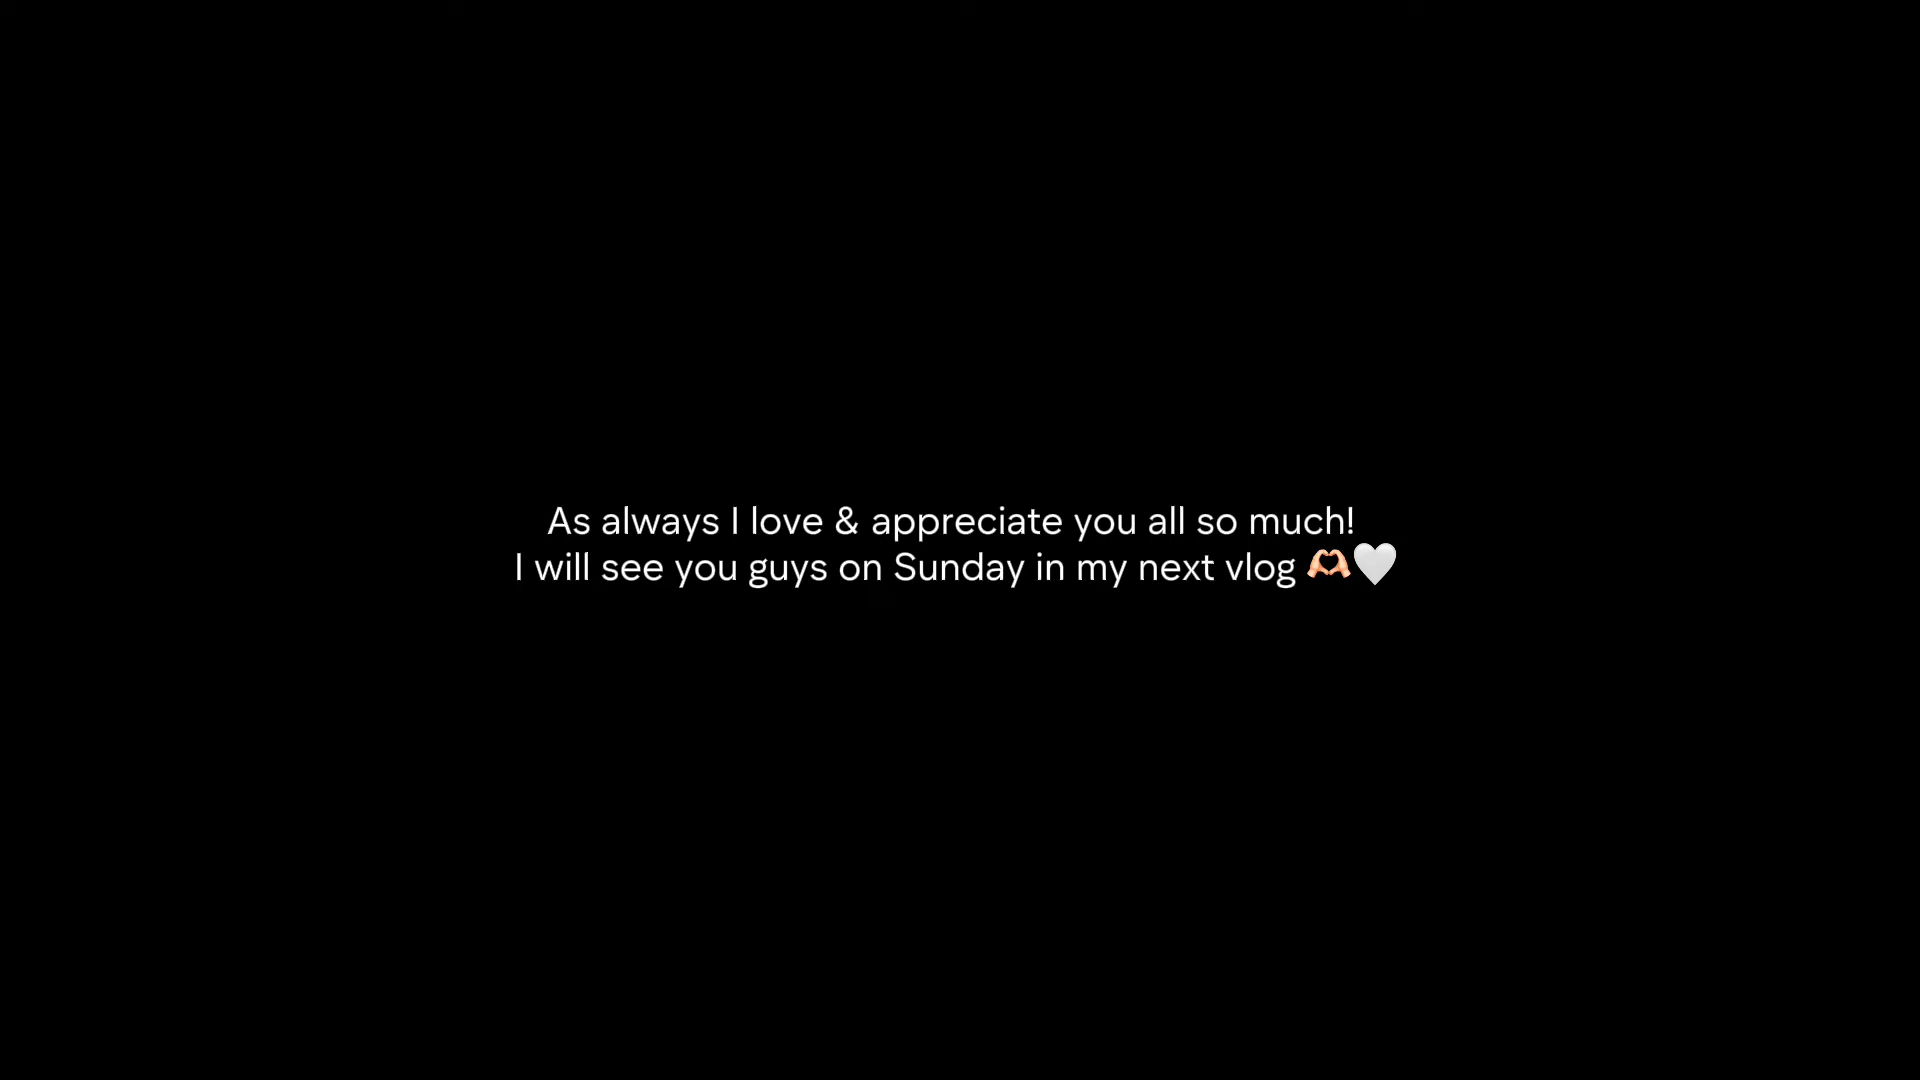 As always I love & appreciate you all so much!
I will see you guys on Sunday in my next vlog 🫶🏻🤍